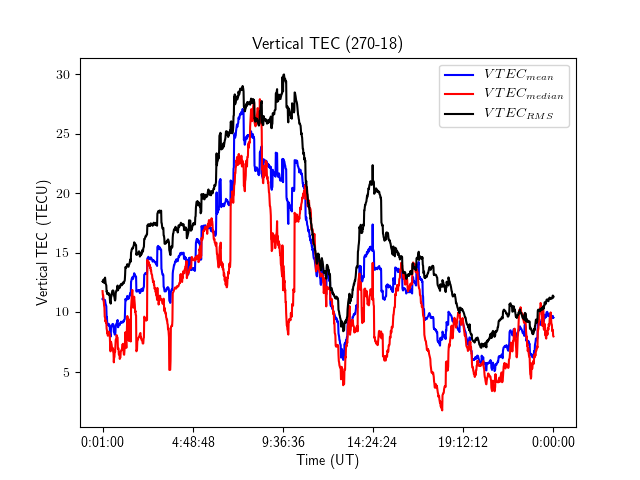 Vertical TEC (270-18)
VTEC_mean
VTEC_median
VTEC_RMS
30
25
20
15
10
5
Vertical TEC (TECU)
0:01:00 4:48:48 9:36:36 14:24:24 19:12:12 0:00:00
Time (UT)